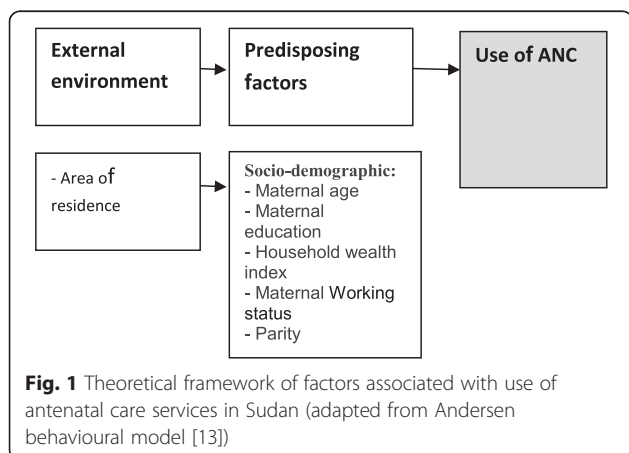 External
environment
Predisposing
factors
Use of ANC
- Area of
residence
Socio-demographic:
- Maternal age
- Maternal
education
- Household wealth
index
- Maternal Working
status
- Parity
Fig. 1 Theoretical framework of factors associated with use of
antenatal care services in Sudan (adapted from Andersen
behavioural model [13])